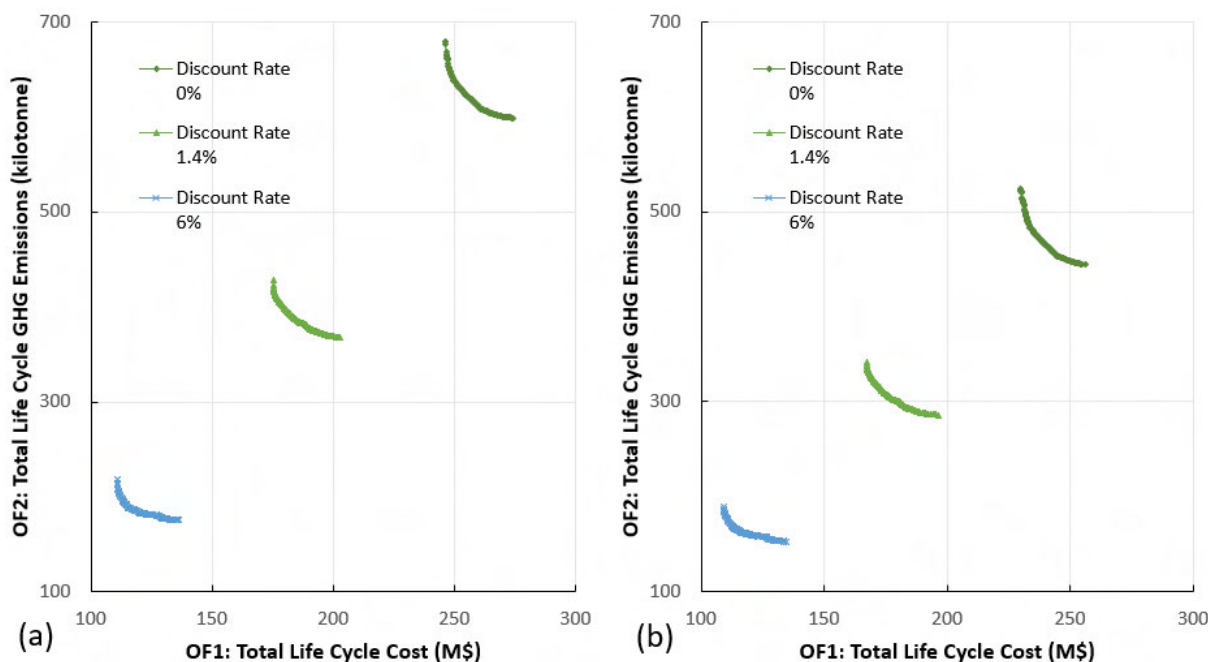 700
500
300
100
OF2: Total Life Cycle GHG Emissions (kilotonne)
Discount Rate
0%
Discount Rate
1.4%
Discount Rate
6%
100 150 200 250 300
OF1: Total Life Cycle Cost (M$)
(a)
700
500
300
100
OF2: Total Life Cycle GHG Emissions (kilotonne)
Discount Rate
0%
Discount Rate
1.4%
Discount Rate
6%
100 150 200 250 300
OF1: Total Life Cycle Cost (M$)
(b)